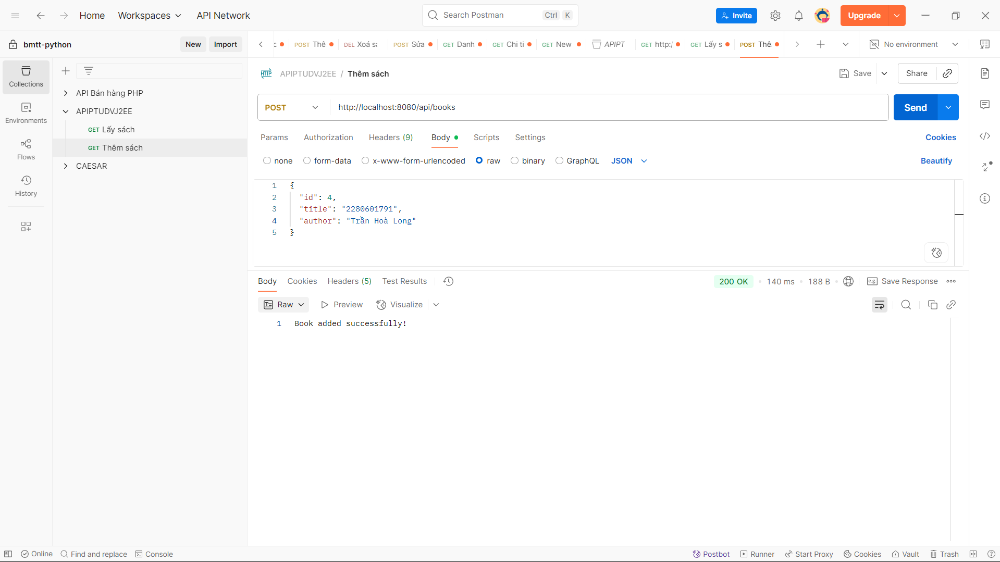 Home Workspaces API Network Search Postman Ctrl K Invite Upgrade
bmtt-python New Import
POST Thê DEL Xoá sá POST Sửa GET Danh GET Chi ti GET New APIPT GET http:/ GET Lấy s POST Thê No environment
Collections
Environments
Flows
History
API Bán hàng PHP
APIPTUDVJ2EE
GET Lấy sách
GET Thêm sách
CAESAR
HTTP APIPTUDVJ2EE / Thêm sách Save Share
POST http://localhost:8080/api/books Send
Params Authorization Headers (9) Body Scripts Settings Cookies
none form-data x-www-form-urlencoded raw binary GraphQL JSON Beautify
1 {
2 "id": 4,
3 "title": "2280601791",
4 "author": "Trần Hoà Long"
5 }
Body Cookies Headers (5) Test Results 200 OK 140 ms 188 B e.g. Save Response
Raw Preview Visualize
1 Book added successfully!
Online Find and replace Console Postbot Runner Start Proxy Cookies Vault Trash